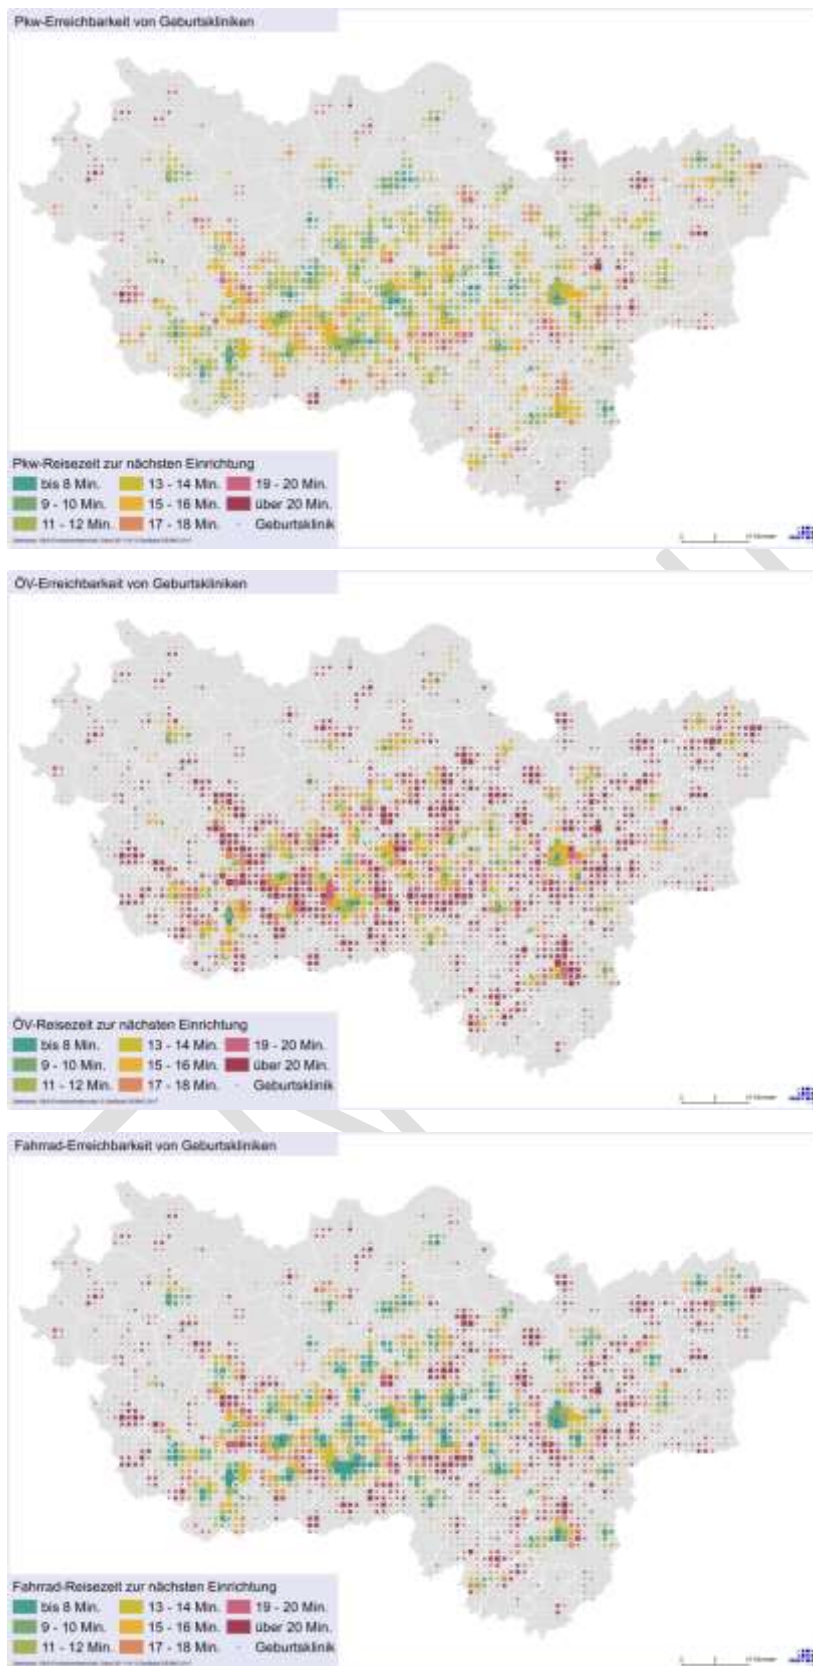 Pkw-Erreichbarkeit von Geburtskliniken
Pkw-Reisezeit zur nächsten Einrichtung
bis 8 Min. 13 - 14 Min. 19 - 20 Min.
9 - 10 Min. 15 - 16 Min. über 20 Min.
11 - 12 Min. 17 - 18 Min. Geburtsklinik
ÖV-Erreichbarkeit von Geburtskliniken
ÖV-Reisezeit zur nächsten Einrichtung
bis 8 Min. 13 - 14 Min. 19 - 20 Min.
9 - 10 Min. 15 - 16 Min. über 20 Min.
11 - 12 Min. 17 - 18 Min. Geburtsklinik
Fahrrad-Erreichbarkeit von Geburtskliniken
Fahrrad-Reisezeit zur nächsten Einrichtung
bis 8 Min. 13 - 14 Min. 19 - 20 Min.
9 - 10 Min. 15 - 16 Min. über 20 Min.
11 - 12 Min. 17 - 18 Min. Geburtsklinik